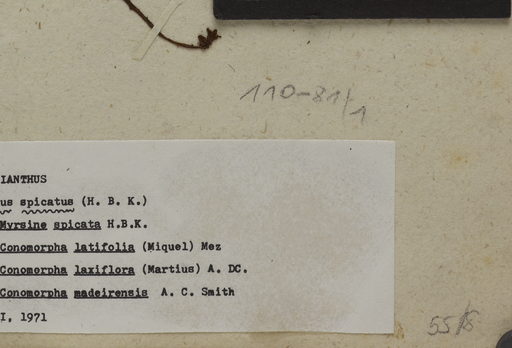 110-81/1
IANTHUS
us spicatus (H. B. K.)
Myrsine spicata H.B.K.
Conomorpha latifolia (Miquel) Mez
Conomorpha laxiflora (Martius) A. DC.
Conomorpha madeirensis A. C. Smith
I, 1971